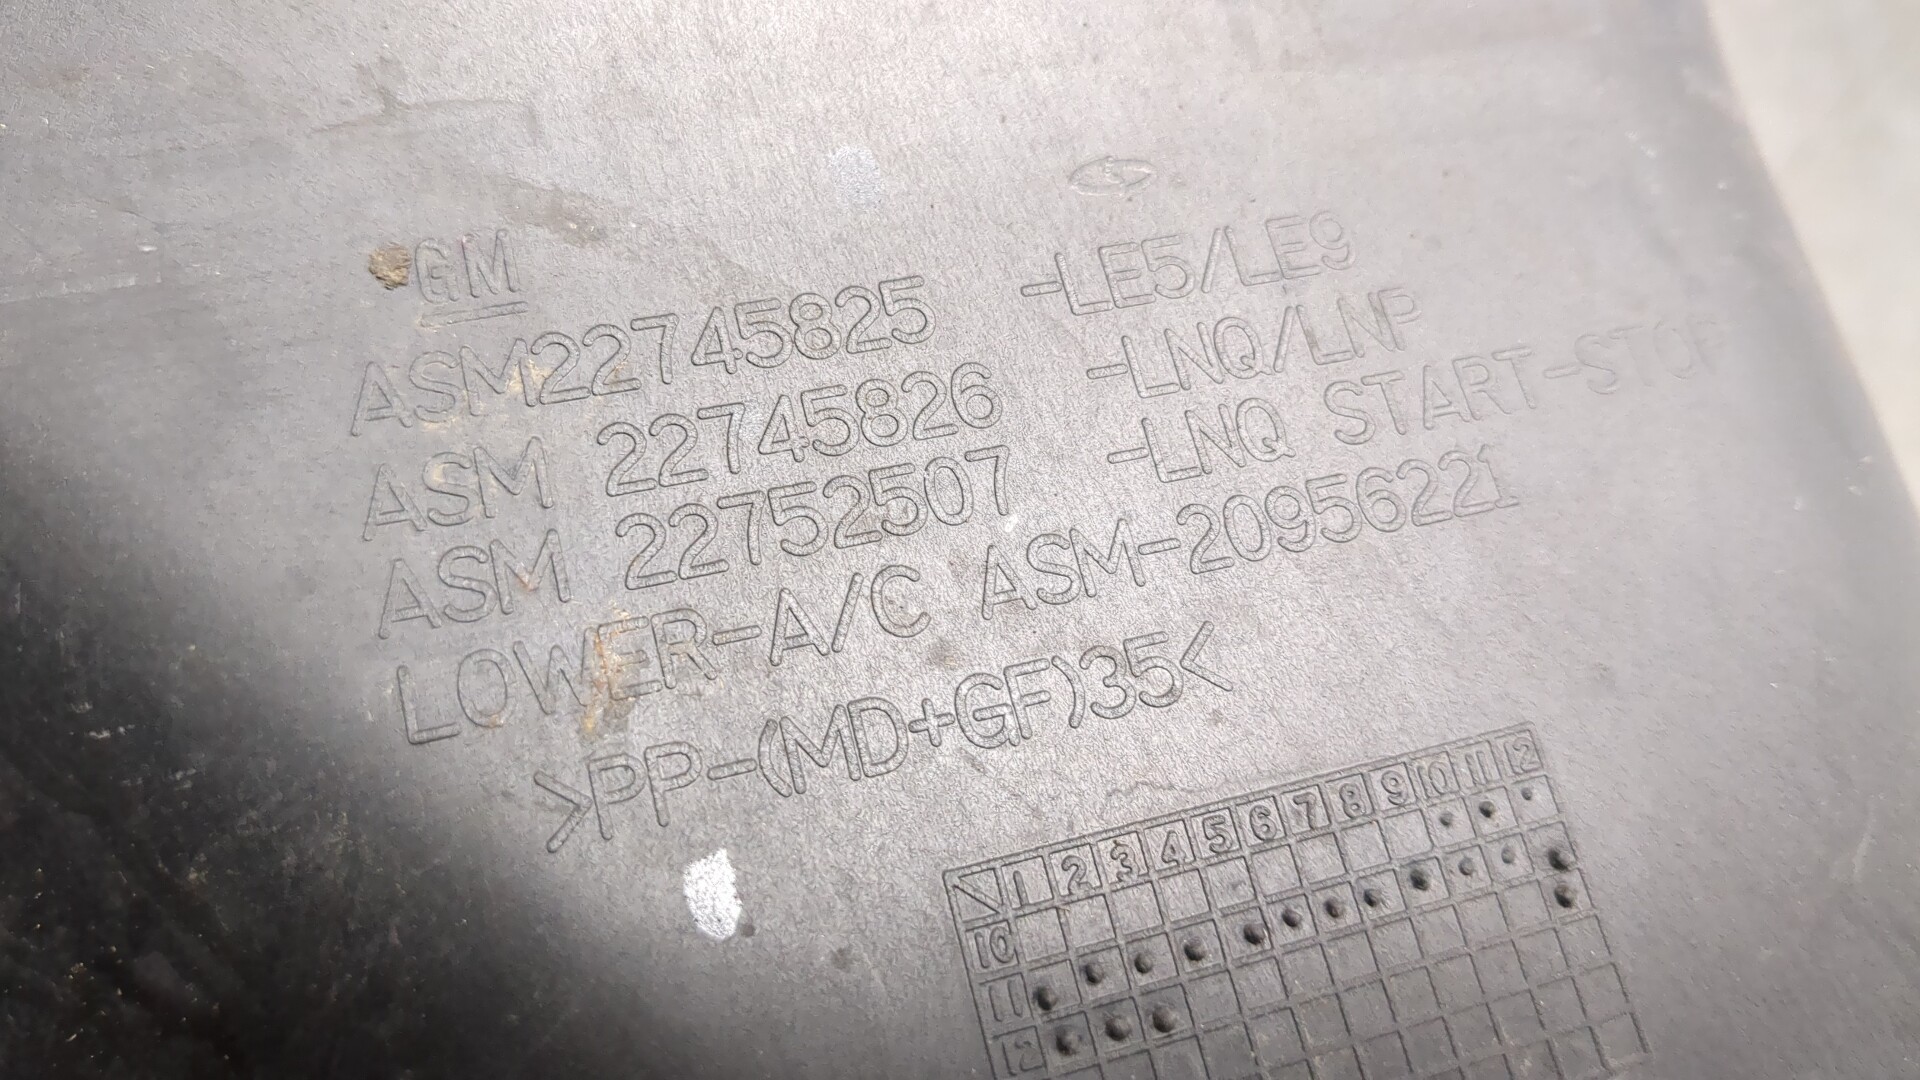 GM
ASM22745825 -LE5/LE9
ASM 22745826 -LNQ/LNP
ASM 22752507 -LNQ START-STOP
LOWER-A/C ASM-20956221
>PP-(MD+GF)35<
1 2 3 4 5 6 7 8 9 10 11 12
10
11
12